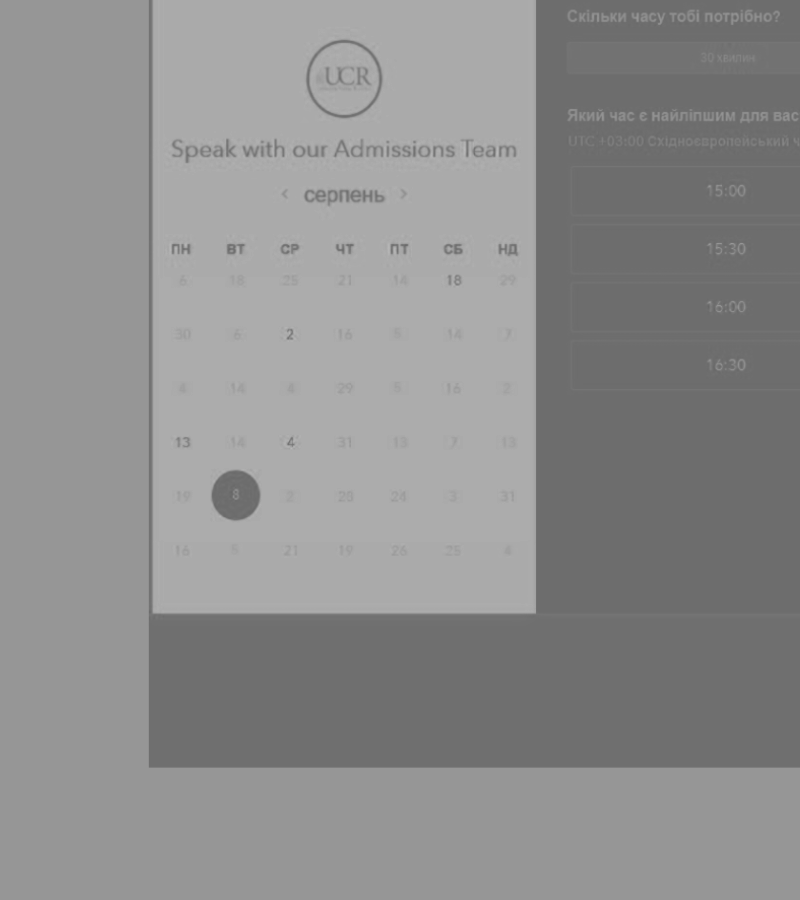 UCR
Speak with our Admissions Team
серпень
ПН ВТ СР ЧТ ПТ СБ НД
6 18 25 21 14 18 29
30 6 2 16 5 14 7
4 14 4 29 5 16 2
13 14 4 31 13 7 13
19 8 2 28 24 3 31
16 5 21 19 26 25 4
Скільки часу тобі потрібно?
30 хвилин
Який час є найліпшим для вас
UTC +03:00 Східноєвропейський ч
15:00
15:30
16:00
16:30